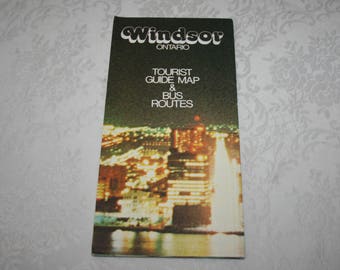 Windsor
ONTARIO
TOURIST
GUIDE MAP
&
BUS
ROUTES